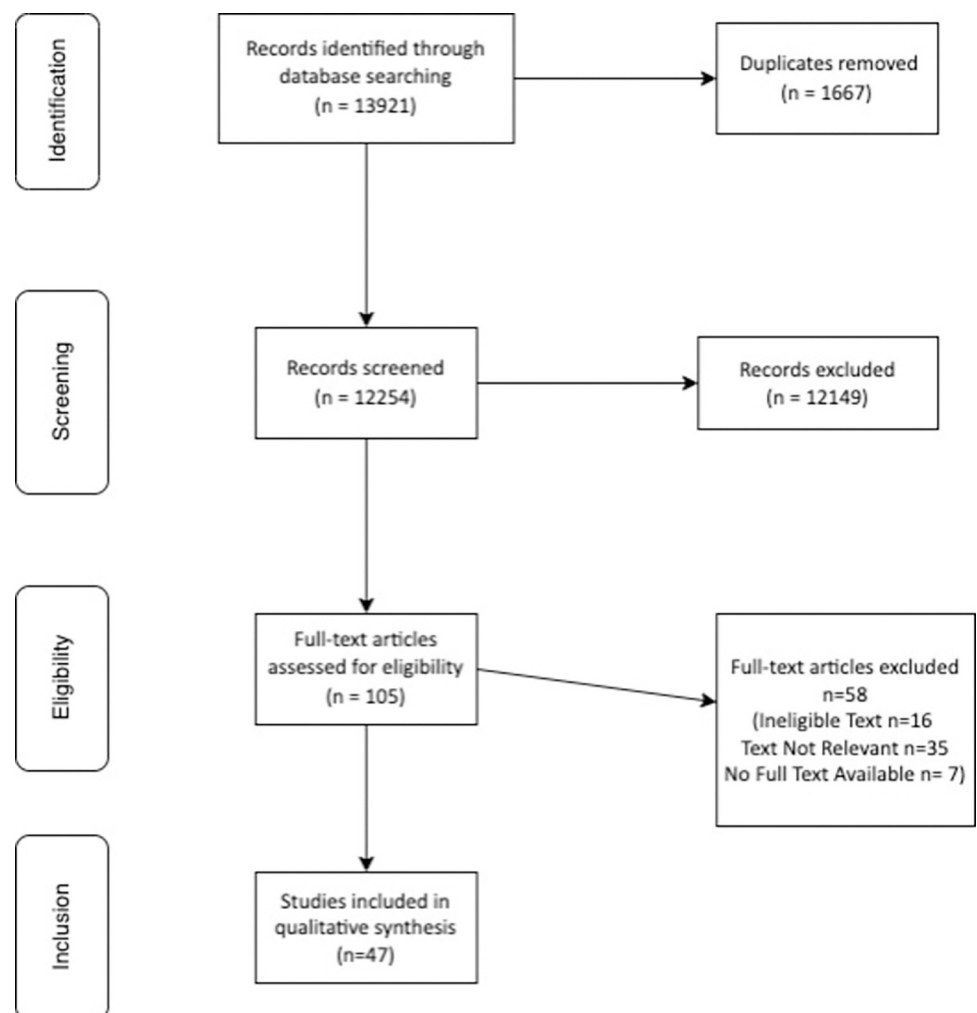 Identification
Records identified through
database searching
(n = 13921)
Duplicates removed
(n = 1667)
Screening
Records screened
(n = 12254)
Records excluded
(n = 12149)
Eligibility
Full-text articles
assessed for eligibility
(n = 105)
Full-text articles excluded
n=58
(Ineligible Text n=16
Text Not Relevant n=35
No Full Text Available n= 7)
Inclusion
Studies included in
qualitative synthesis
(n=47)